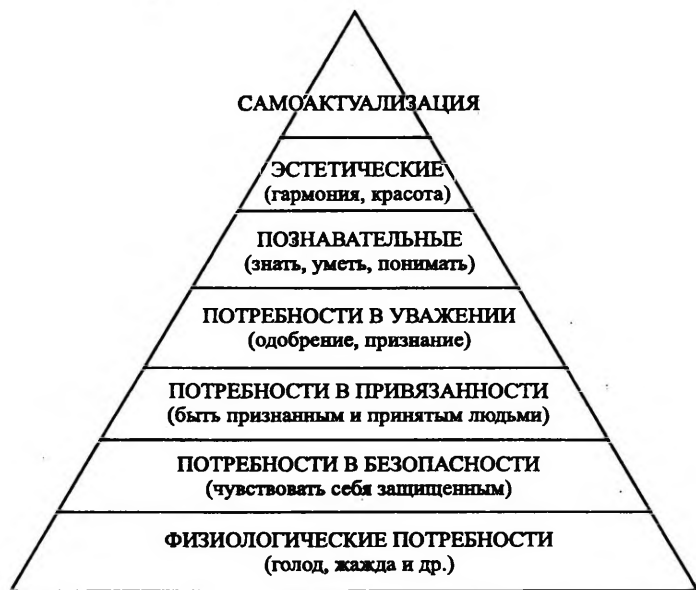 САМОАКТУАЛИЗАЦИЯ
ЭСТЕТИЧЕСКИЕ
(гармония, красота)
ПОЗНАВАТЕЛЬНЫЕ
(знать, уметь, понимать)
ПОТРЕБНОСТИ В УВАЖЕНИИ
(одобрение, признание)
ПОТРЕБНОСТИ В ПРИВЯЗАННОСТИ
(быть признанным и принятым людьми)
ПОТРЕБНОСТИ В БЕЗОПАСНОСТИ
(чувствовать себя защищенным)
ФИЗИОЛОГИЧЕСКИЕ ПОТРЕБНОСТИ
(голод, жажда и др.)